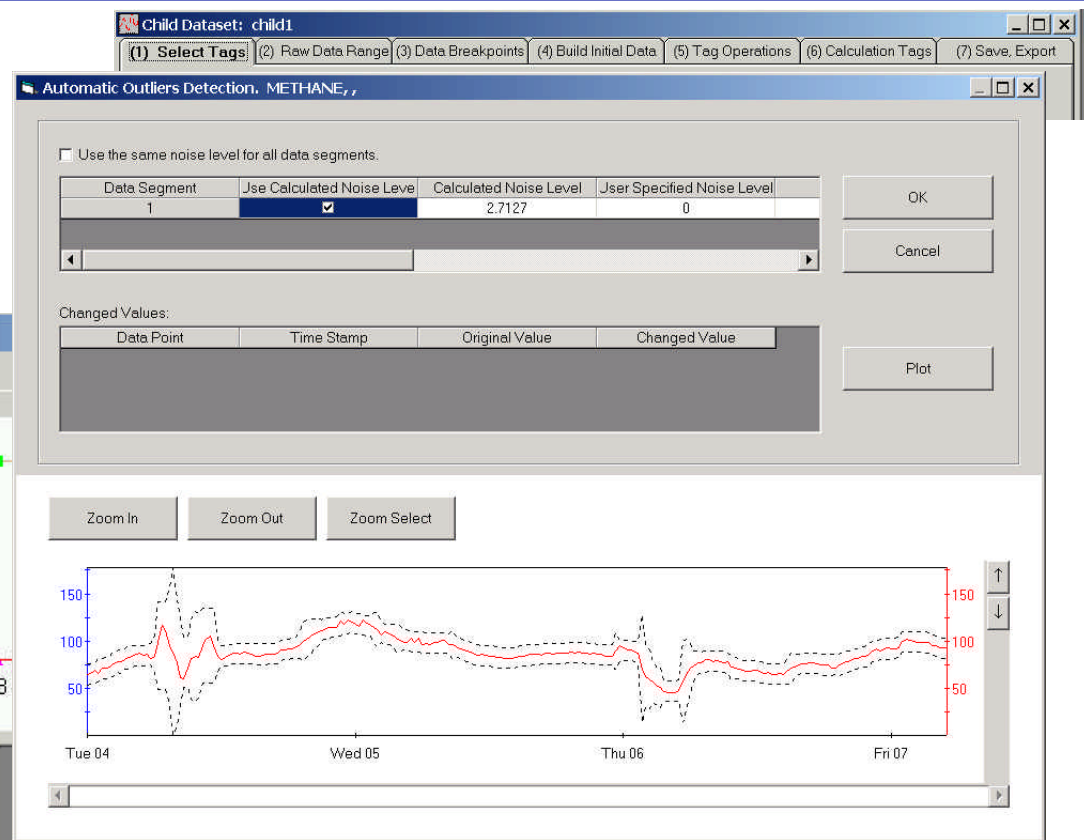 Child Dataset: child1
(1) Select Tags (2) Raw Data Range (3) Data Breakpoints (4) Build Initial Data (5) Tag Operations (6) Calculation Tags (7) Save, Export
Automatic Outliers Detection. METHANE, ,
Use the same noise level for all data segments.
Data Segment Jse Calculated Noise Leve Calculated Noise Level Jser Specified Noise Level
1 2.7127 0
OK
Cancel
Changed Values:
Data Point Time Stamp Original Value Changed Value
Plot
Zoom In Zoom Out Zoom Select
150 150
100 100
50 50
Tue 04 Wed 05 Thu 06 Fri 07